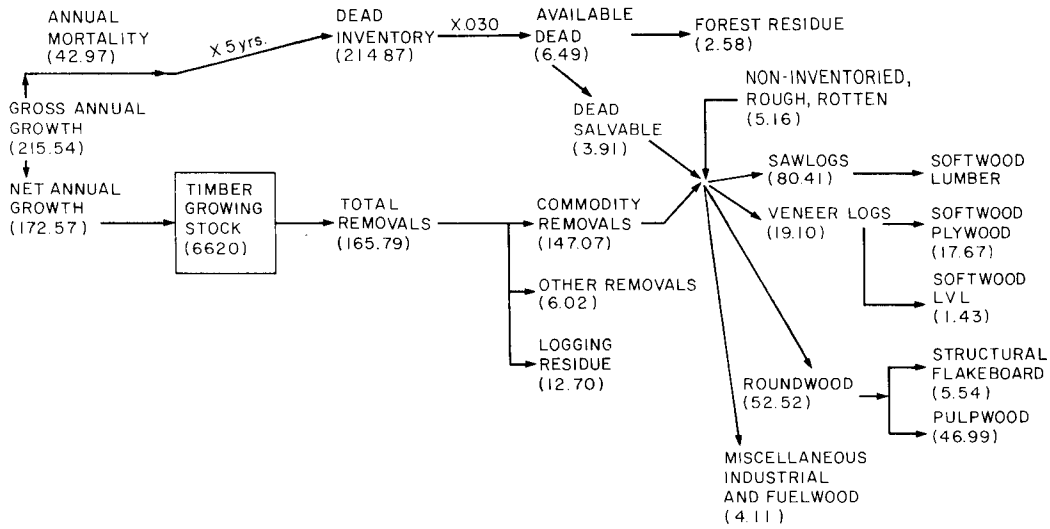 ANNUAL
MORTALITY
(42.97)
X 5 yrs.
DEAD
INVENTORY
(214.87)
X.030
AVAILABLE
DEAD
(6.49)
FOREST RESIDUE
(2.58)
GROSS ANNUAL
GROWTH
(215.54)
DEAD
SALVABLE
(3.91)
NON-INVENTORIED,
ROUGH, ROTTEN
(5.16)
NET ANNUAL
GROWTH
(172.57)
TIMBER
GROWING
STOCK
(6620)
TOTAL
REMOVALS
(165.79)
COMMODITY
REMOVALS
(147.07)
OTHER REMOVALS
(6.02)
LOGGING
RESIDUE
(12.70)
SAWLOGS
(80.41)
SOFTWOOD
LUMBER
VENEER LOGS
(19.10)
SOFTWOOD
PLYWOOD
(17.67)
SOFTWOOD
LVL
(1.43)
ROUNDWOOD
(52.52)
STRUCTURAL
FLAKEBOARD
(5.54)
PULPWOOD
(46.99)
MISCELLANEOUS
INDUSTRIAL
AND FUELWOOD
(4.11)